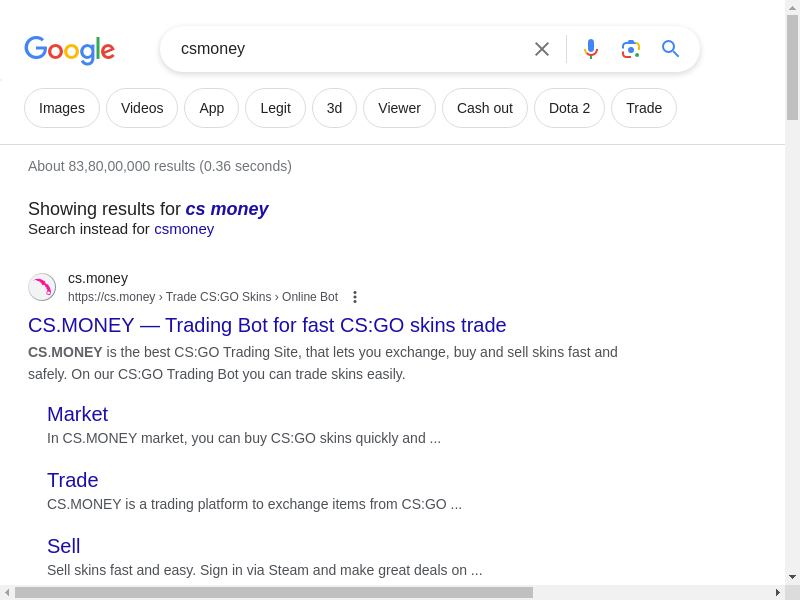 Google
csmoney
Images Videos App Legit 3d Viewer Cash out Dota 2 Trade
About 83,80,00,000 results (0.36 seconds)
Showing results for cs money
Search instead for csmoney
cs.money
https://cs.money › Trade CS:GO Skins › Online Bot
CS.MONEY — Trading Bot for fast CS:GO skins trade
CS.MONEY is the best CS:GO Trading Site, that lets you exchange, buy and sell skins fast and
safely. On our CS:GO Trading Bot you can trade skins easily.
Market
In CS.MONEY market, you can buy CS:GO skins quickly and ...
Trade
CS.MONEY is a trading platform to exchange items from CS:GO ...
Sell
Sell skins fast and easy. Sign in via Steam and make great deals on ...